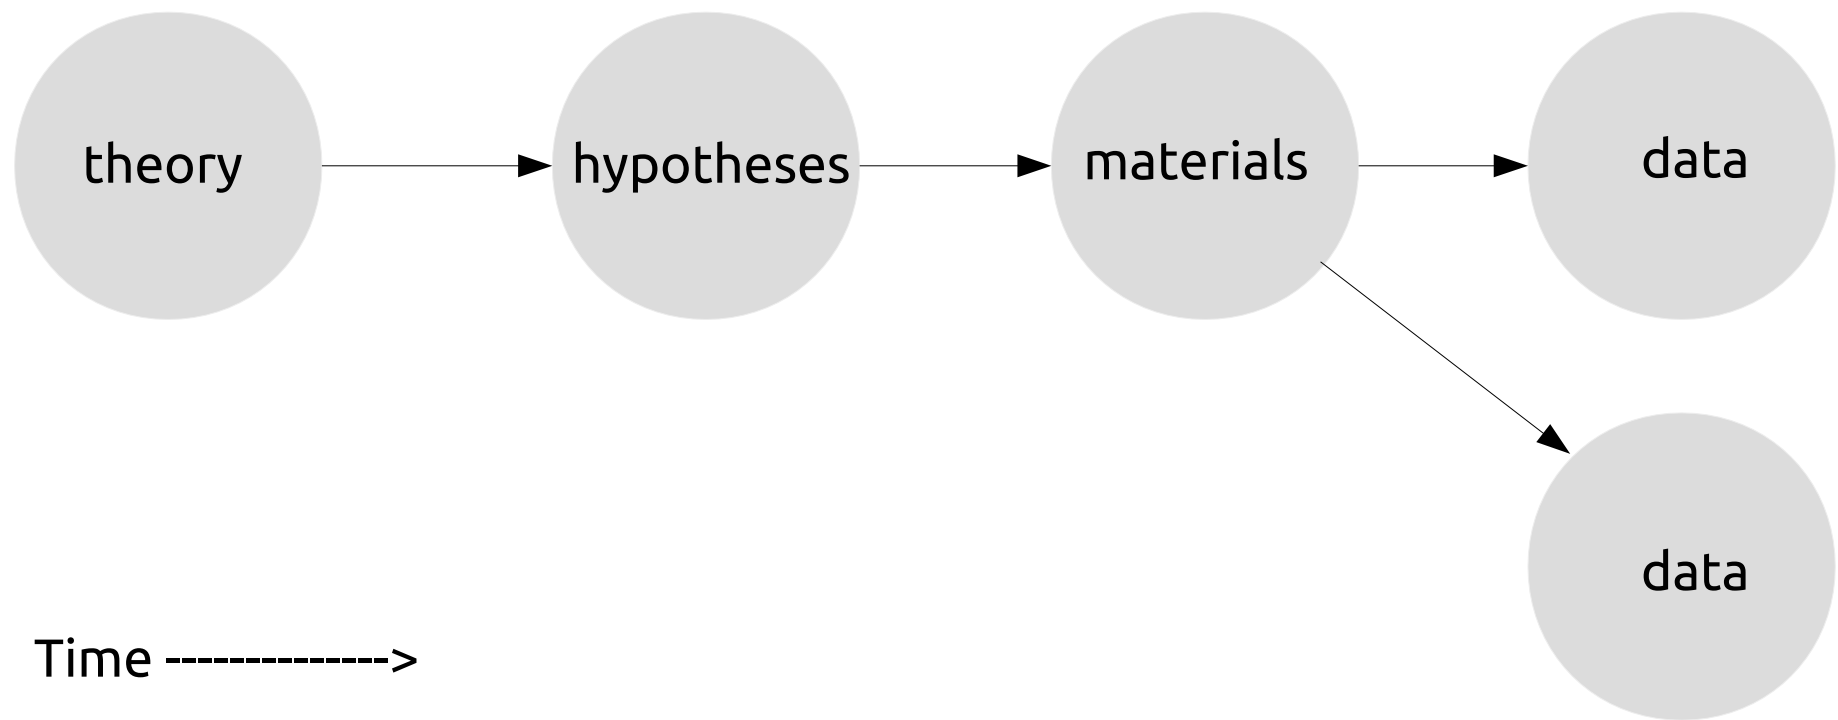 theory
hypotheses
materials
data
data
Time -------------->